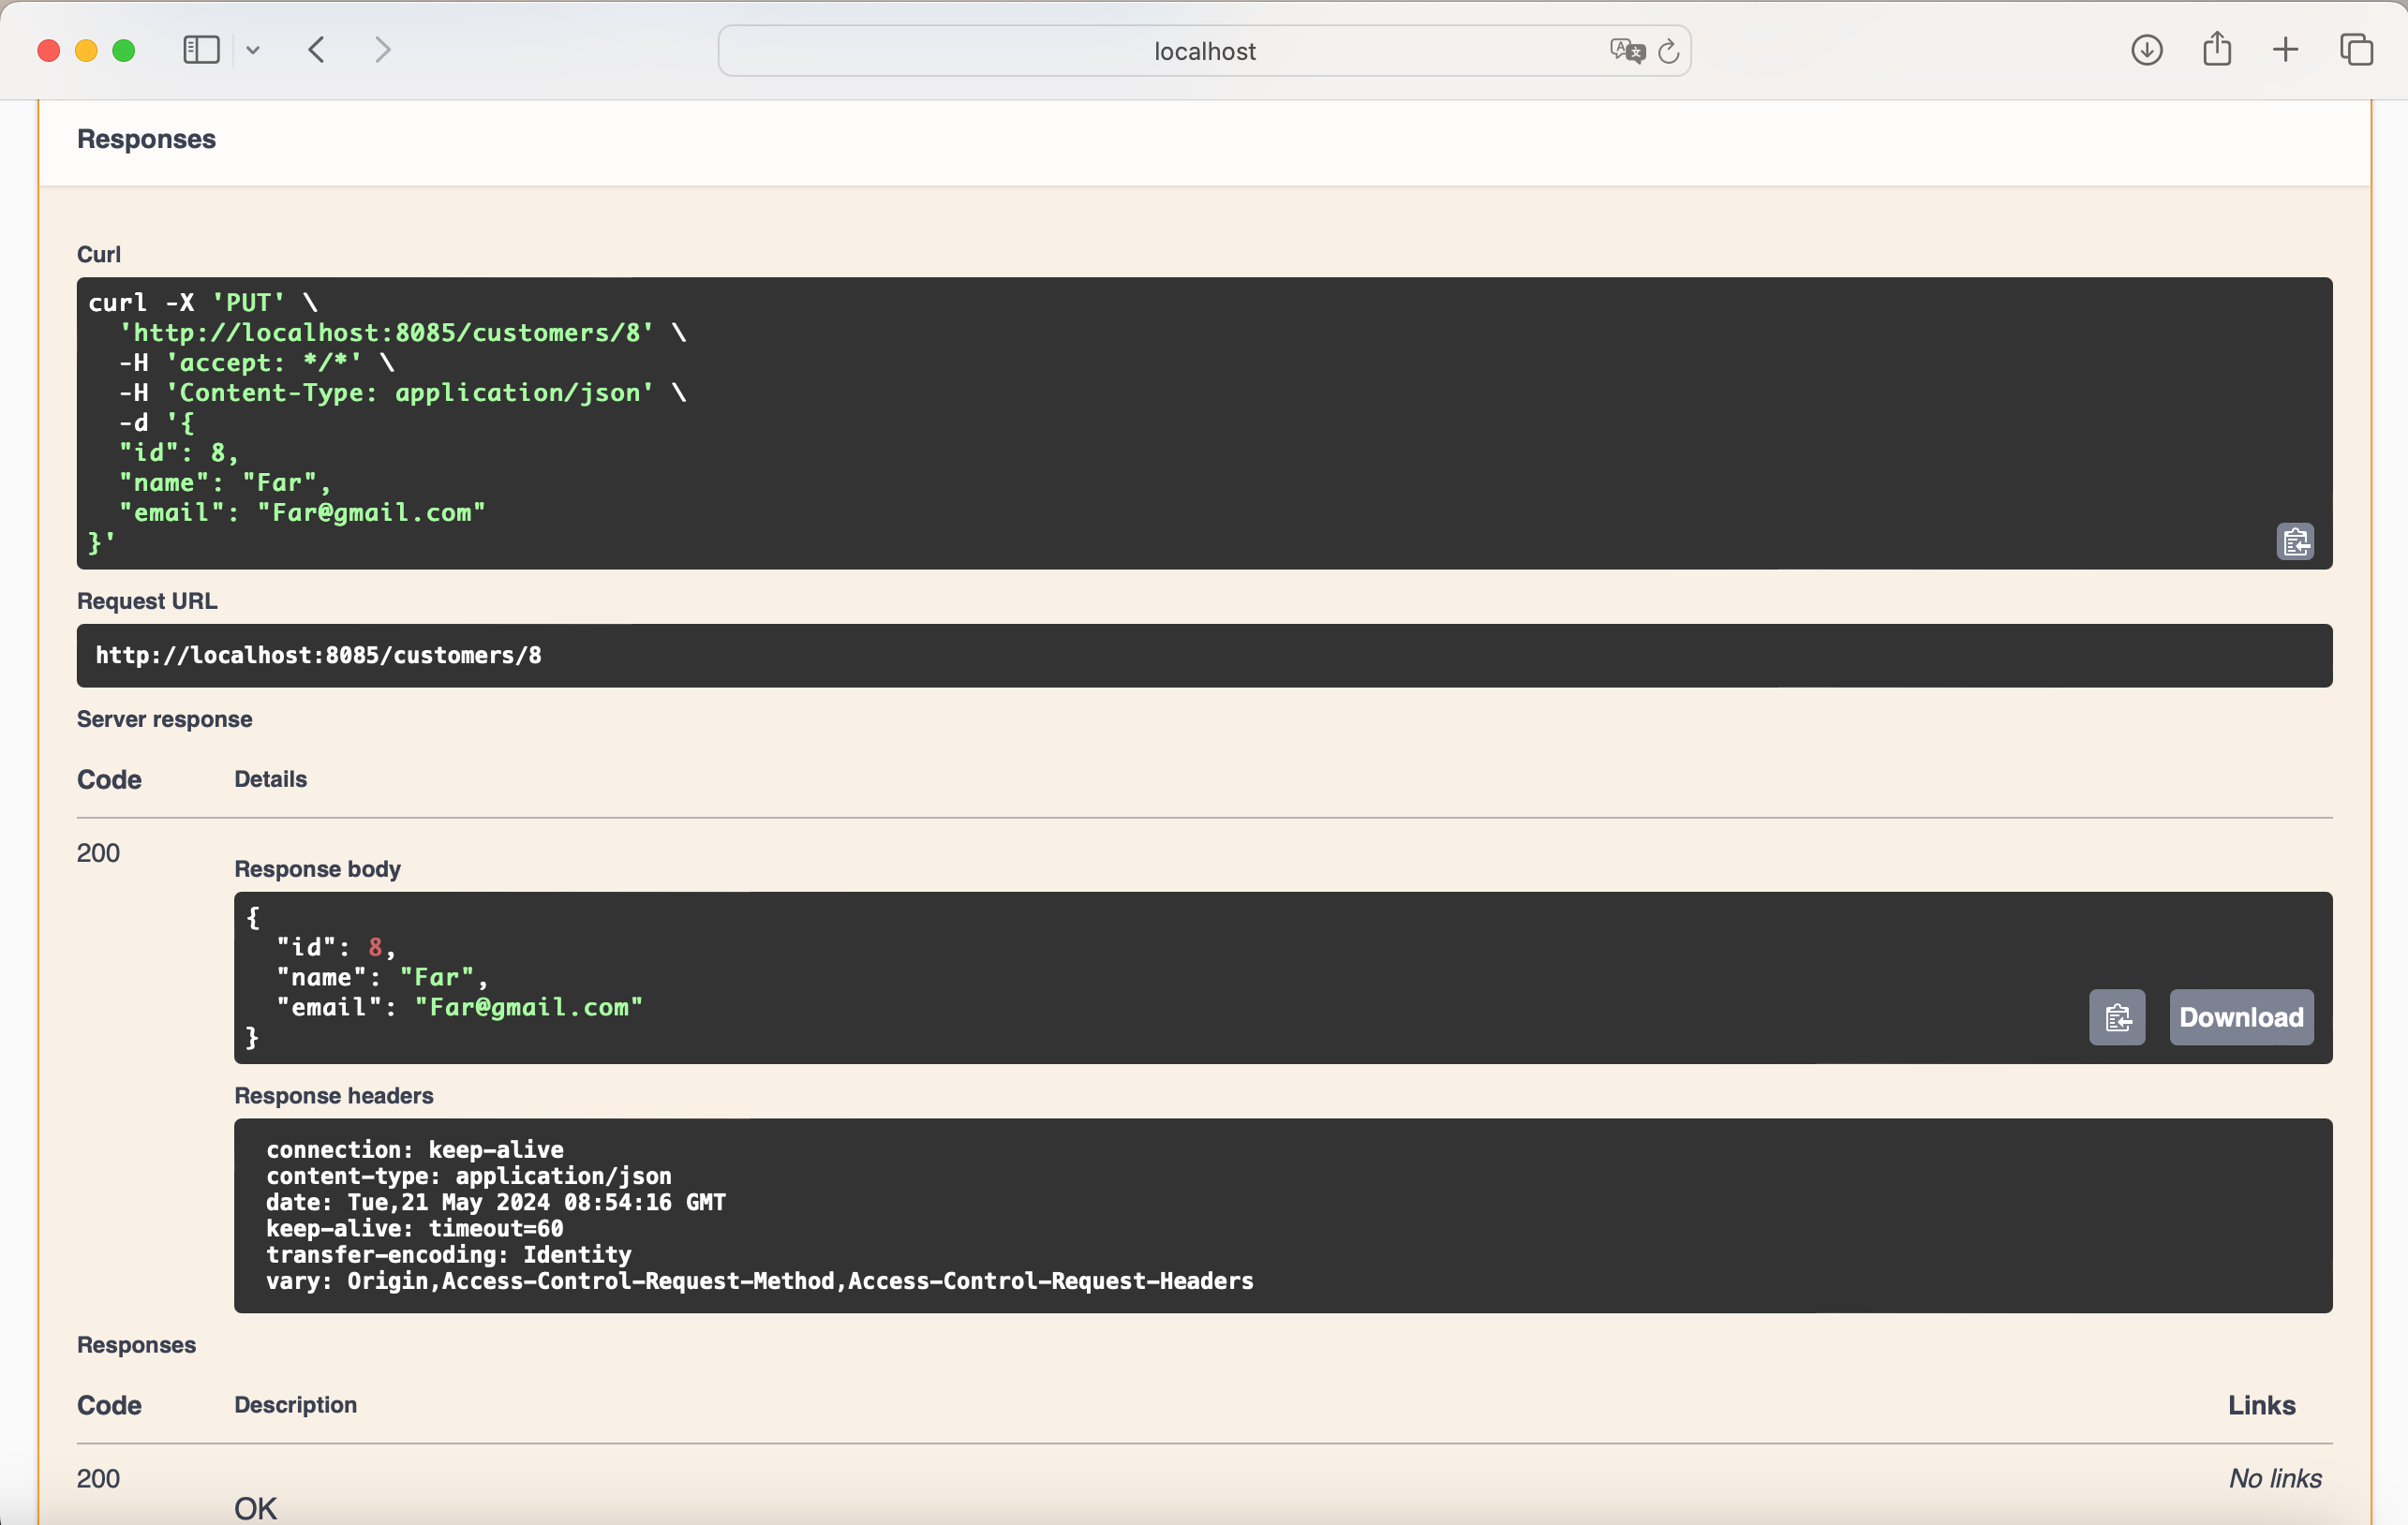 localhost
Responses
Curl
curl -X 'PUT' \
  'http://localhost:8085/customers/8' \
  -H 'accept: */*' \
  -H 'Content-Type: application/json' \
  -d '{
  "id": 8,
  "name": "Far",
  "email": "Far@gmail.com"
}'
Request URL
http://localhost:8085/customers/8
Server response
Code Details
200
Response body
{
  "id": 8,
  "name": "Far",
  "email": "Far@gmail.com"
}
Download
Response headers
connection: keep-alive
content-type: application/json
date: Tue,21 May 2024 08:54:16 GMT
keep-alive: timeout=60
transfer-encoding: Identity
vary: Origin,Access-Control-Request-Method,Access-Control-Request-Headers
Responses
Code Description Links
200 No links
OK